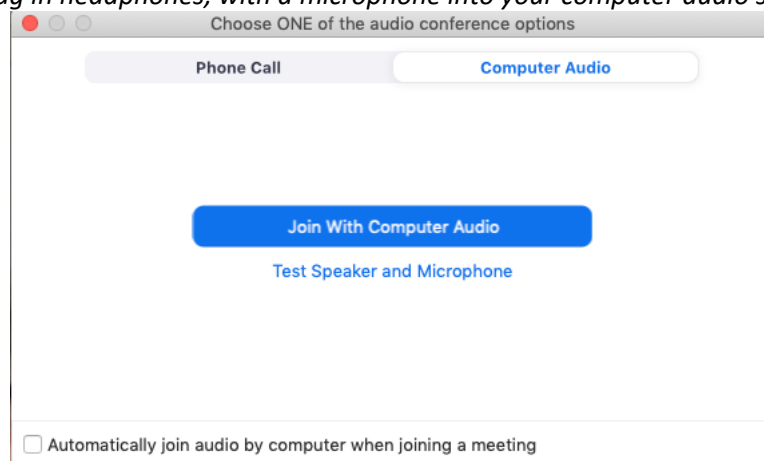 in headphones, with a microphone into your computer audio
Choose ONE of the audio conference options
Phone Call
Computer Audio
Join With Computer Audio
Test Speaker and Microphone
Automatically join audio by computer when joining a meeting